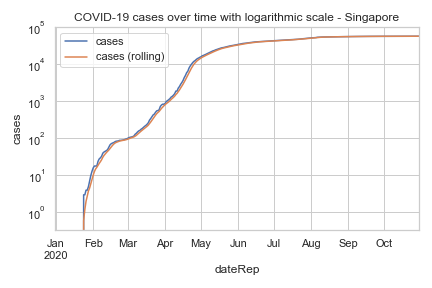 COVID-19 cases over time with logarithmic scale - Singapore
10^5
cases
cases (rolling)
10^4
10^3
10^2
10^1
10^0
cases
Jan Feb Mar Apr May Jun Jul Aug Sep Oct
2020
dateRep